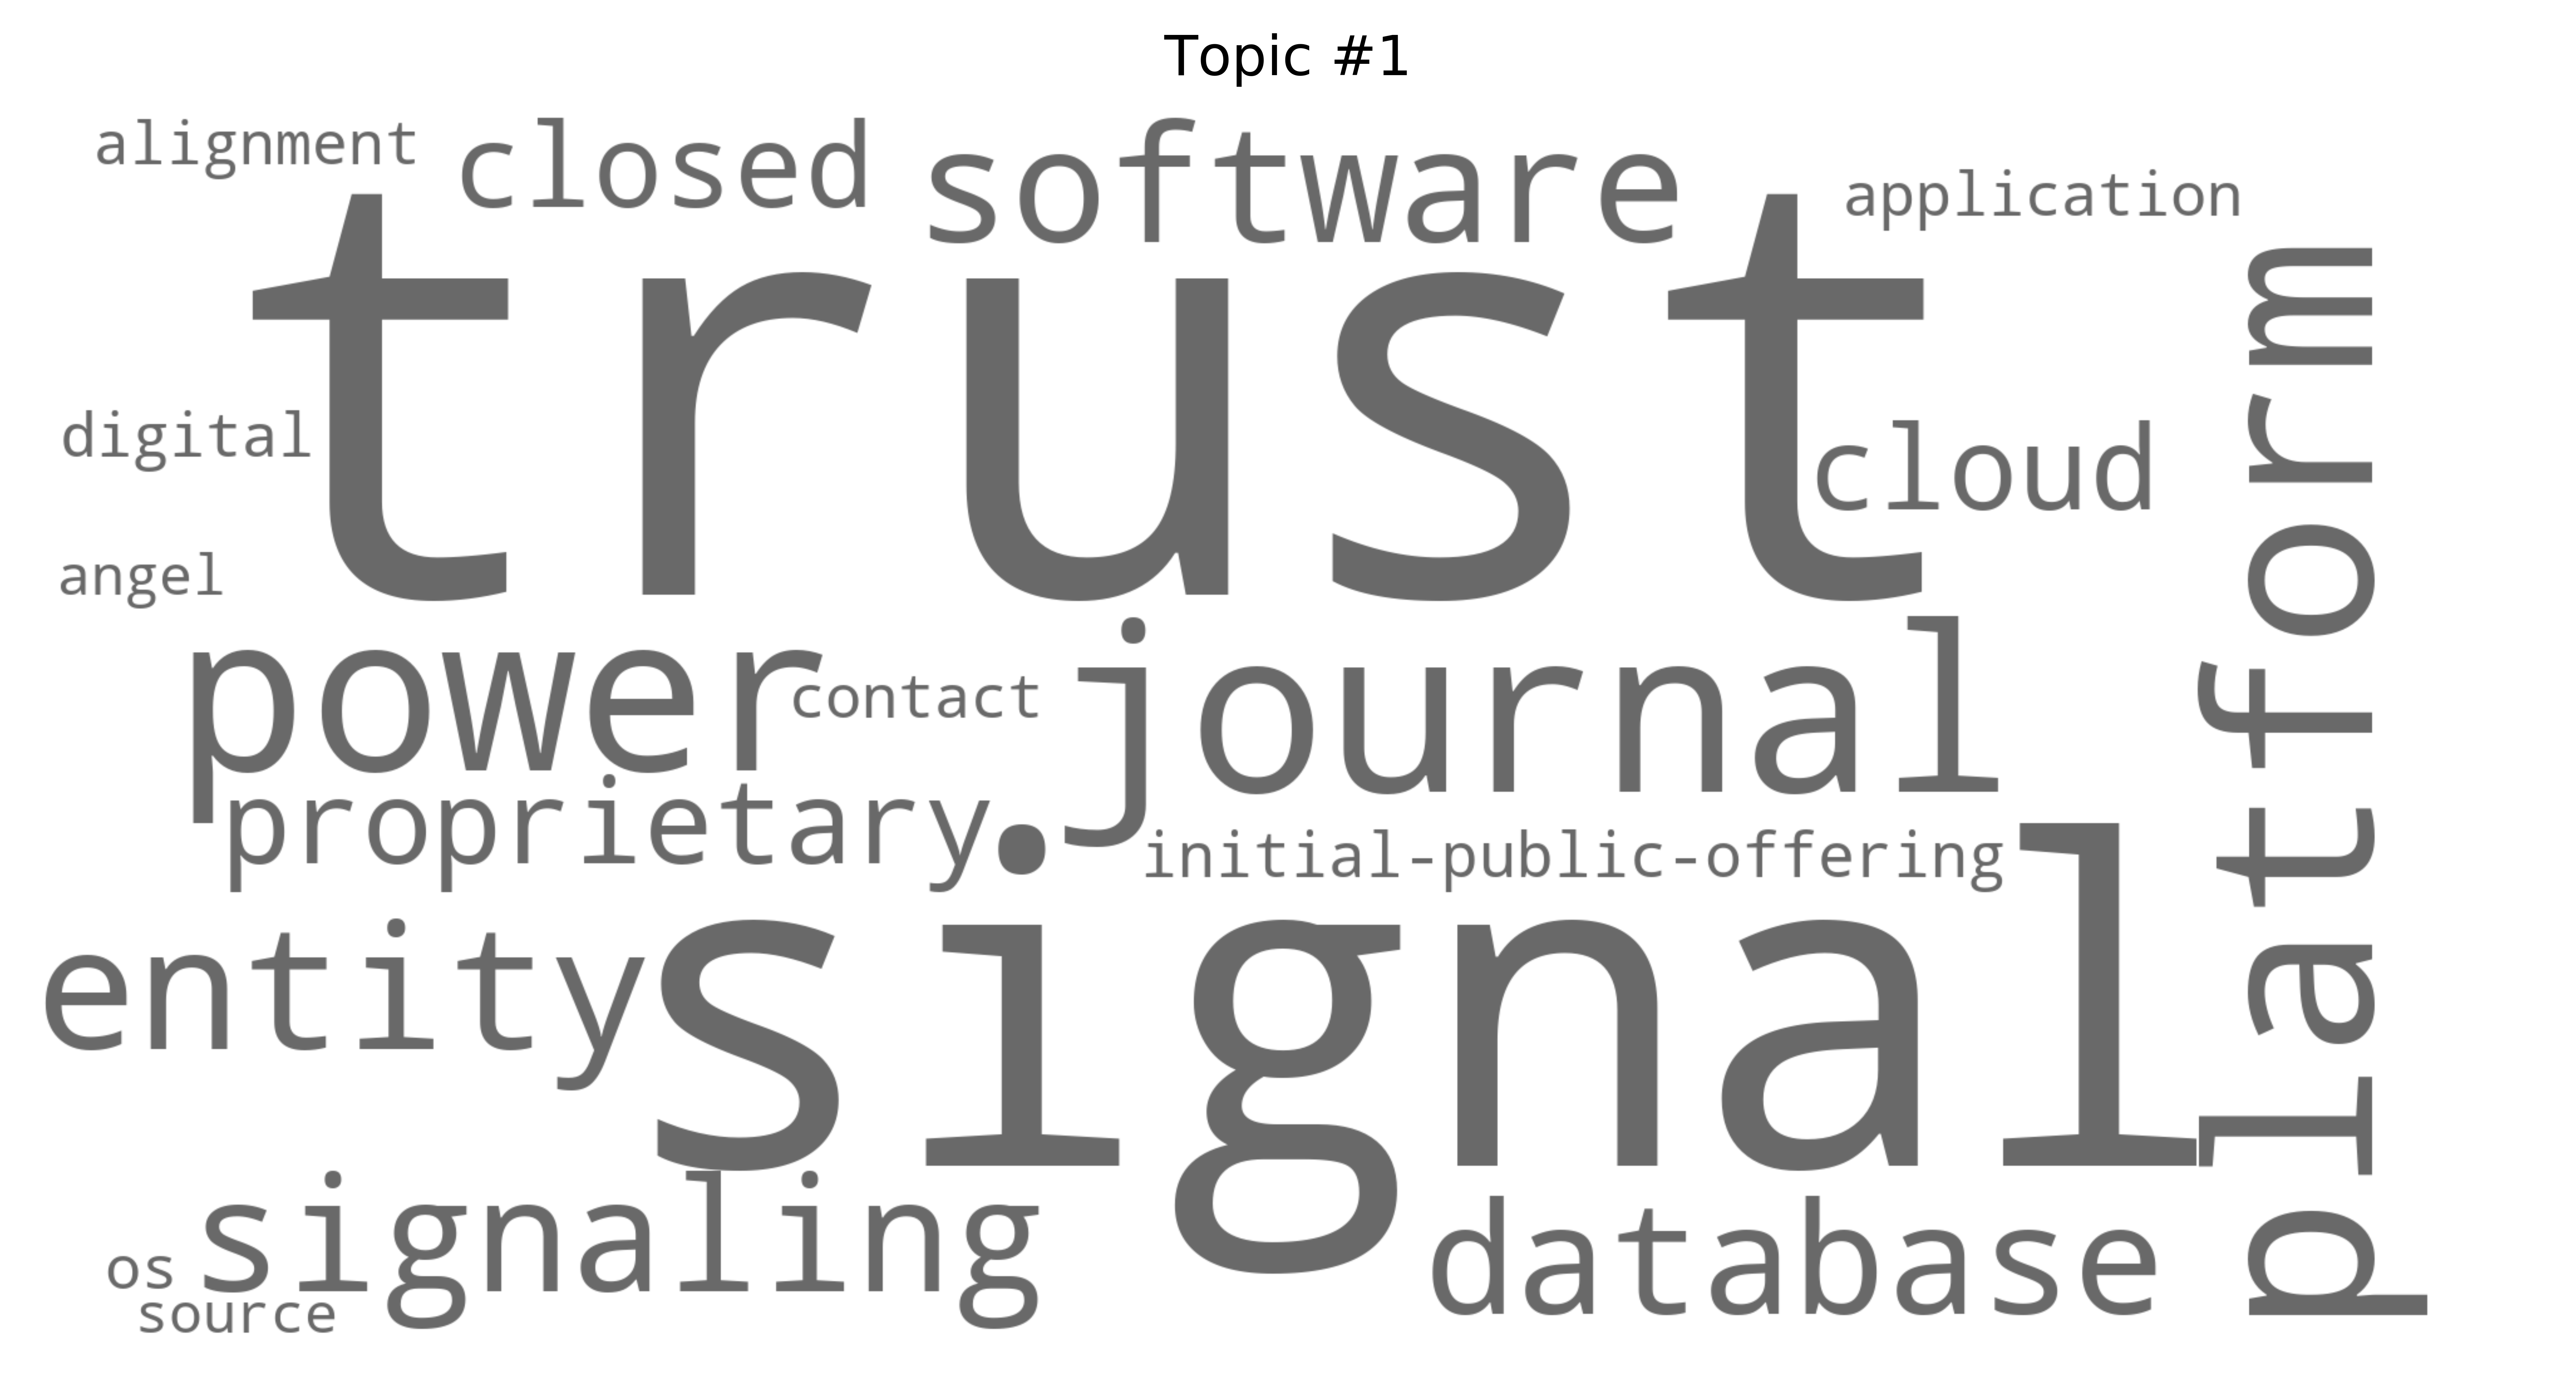 Topic #1
alignment
closed
software
application
trust
digital
cloud
angel
platform
power
contact
journal
proprietary
initial-public-offering
entity
signal
signaling
database
os
source